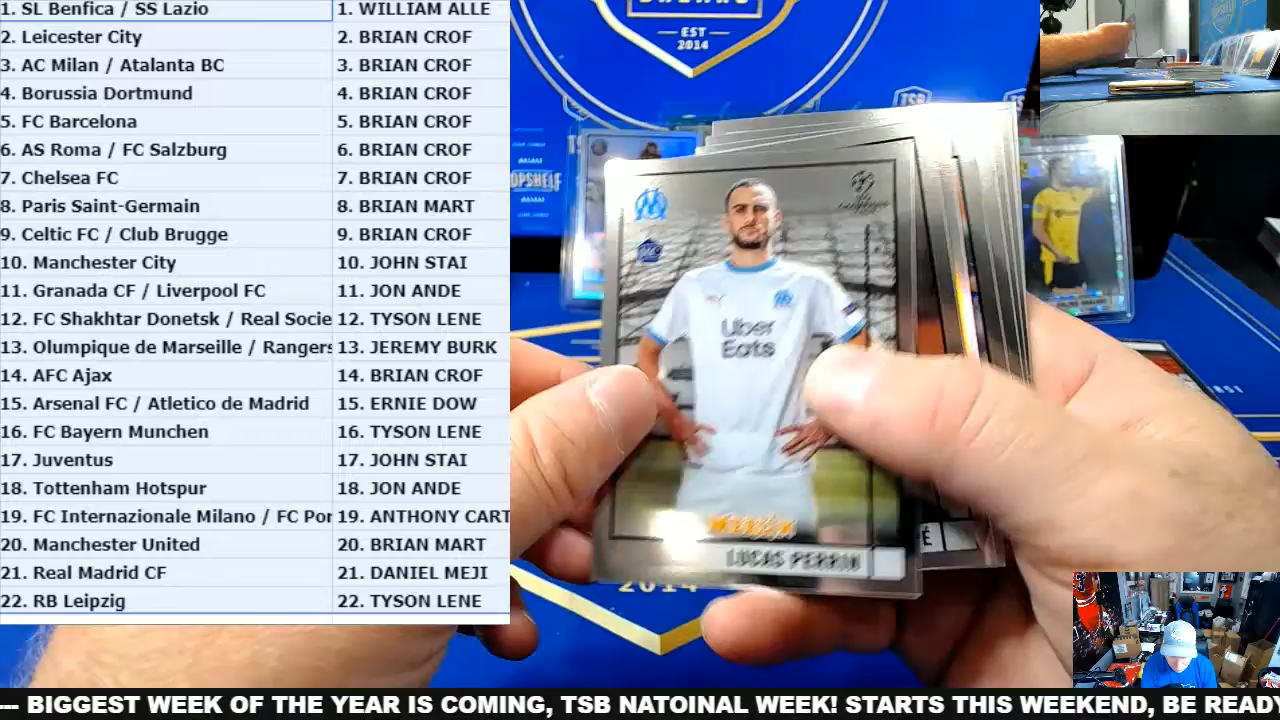 1. SL Benfica / SS Lazio 1. WILLIAM ALLE
2. Leicester City 2. BRIAN CROF
3. AC Milan / Atalanta BC 3. BRIAN CROF
4. Borussia Dortmund 4. BRIAN CROF
5. FC Barcelona 5. BRIAN CROF
6. AS Roma / FC Salzburg 6. BRIAN CROF
7. Chelsea FC 7. BRIAN CROF
8. Paris Saint-Germain 8. BRIAN MART
9. Celtic FC / Club Brugge 9. BRIAN CROF
10. Manchester City 10. JOHN STAI
11. Granada CF / Liverpool FC 11. JON ANDE
12. FC Shakhtar Donetsk / Real Socie 12. TYSON LENE
13. Olumpique de Marseille / Rangers 13. JEREMY BURK
14. AFC Ajax 14. BRIAN CROF
15. Arsenal FC / Atletico de Madrid 15. ERNIE DOW
16. FC Bayern Munchen 16. TYSON LENE
17. Juventus 17. JOHN STAI
18. Tottenham Hotspur 18. JON ANDE
19. FC Internazionale Milano / FC Por 19. ANTHONY CART
20. Manchester United 20. BRIAN MART
21. Real Madrid CF 21. DANIEL MEJI
22. RB Leipzig 22. TYSON LENE
EST
2014
TSB
OPSHELF
Uber
Eats
LUCAS PERRIN
2014
--- BIGGEST WEEK OF THE YEAR IS COMING, TSB NATOINAL WEEK! STARTS THIS WEEKEND, BE READY